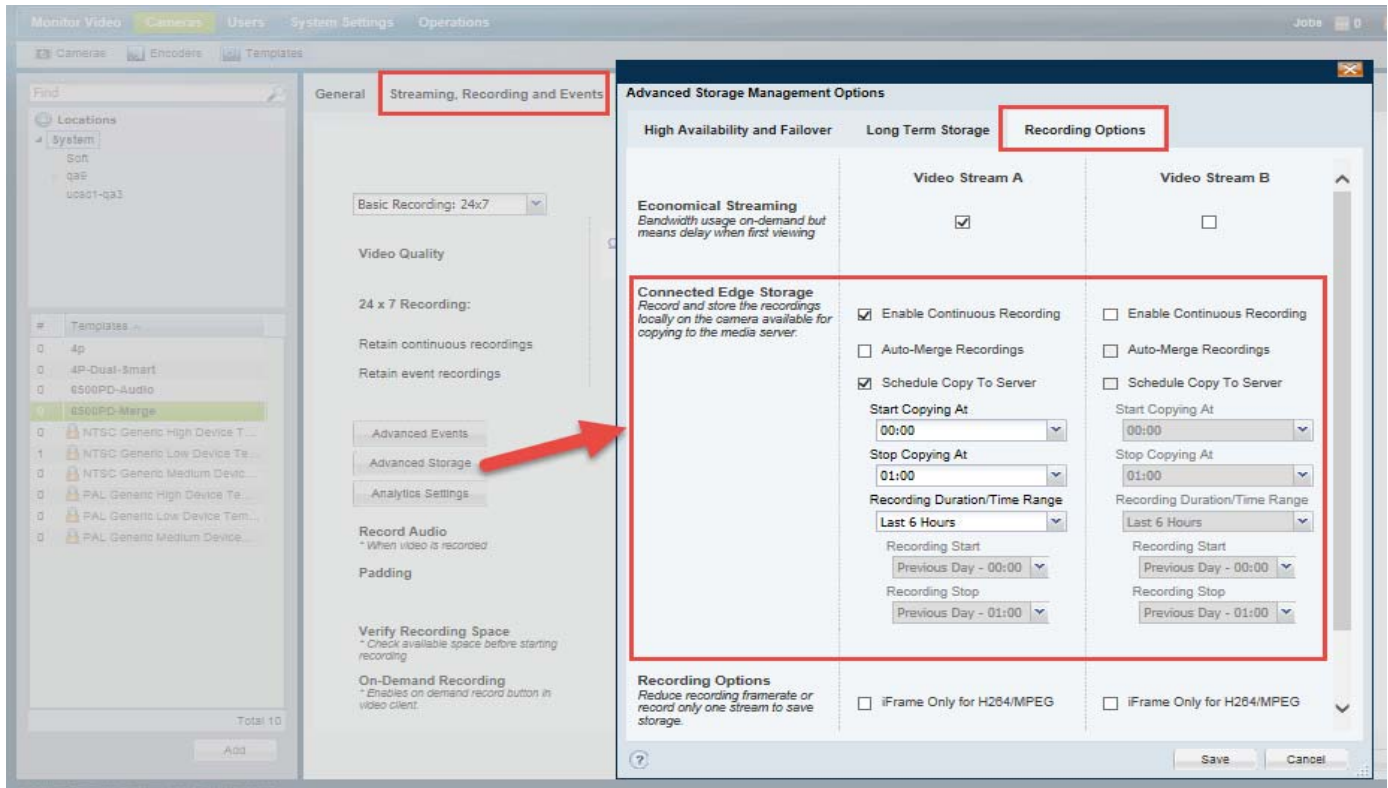 Monitor Video Cameras Users System Settings Operations Jobs 0
Cameras Encoders Templates
Find
Locations
System
Soft
qa9
ucsc1-qa3
# Templates
0 4p
0 4P-Dual-Smart
0 6500PD-Audio
0 6500PD-Merge
0 NTSC Generic High Device T...
1 NTSC Generic Low Device Te...
0 NTSC Generic Medium Devic...
0 PAL Generic High Device Te...
0 PAL Generic Low Device Tem...
0 PAL Generic Medium Device...
Total 10
Add
General Streaming, Recording and Events
Basic Recording: 24x7
Video Quality
24 x 7 Recording:
Retain continuous recordings
Retain event recordings
Advanced Events
Advanced Storage
Analytics Settings
Record Audio
* When video is recorded
Padding
Verify Recording Space
* Check available space before starting
recording
On-Demand Recording
* Enables on demand record button in
video client.
Advanced Storage Management Options
High Availability and Failover Long Term Storage Recording Options
Video Stream A Video Stream B
Economical Streaming
Bandwidth usage on-demand but
means delay when first viewing
Connected Edge Storage
Record and store the recordings
locally on the camera available for
copying to the media server.
Enable Continuous Recording Enable Continuous Recording
Auto-Merge Recordings Auto-Merge Recordings
Schedule Copy To Server Schedule Copy To Server
Start Copying At Start Copying At
00:00 00:00
Stop Copying At Stop Copying At
01:00 01:00
Recording Duration/Time Range Recording Duration/Time Range
Last 6 Hours Last 6 Hours
Recording Start Recording Start
Previous Day - 00:00 Previous Day - 00:00
Recording Stop Recording Stop
Previous Day - 01:00 Previous Day - 01:00
Recording Options
Reduce recording framerate or
record only one stream to save
storage.
iFrame Only for H264/MPEG iFrame Only for H264/MPEG
? Save Cancel